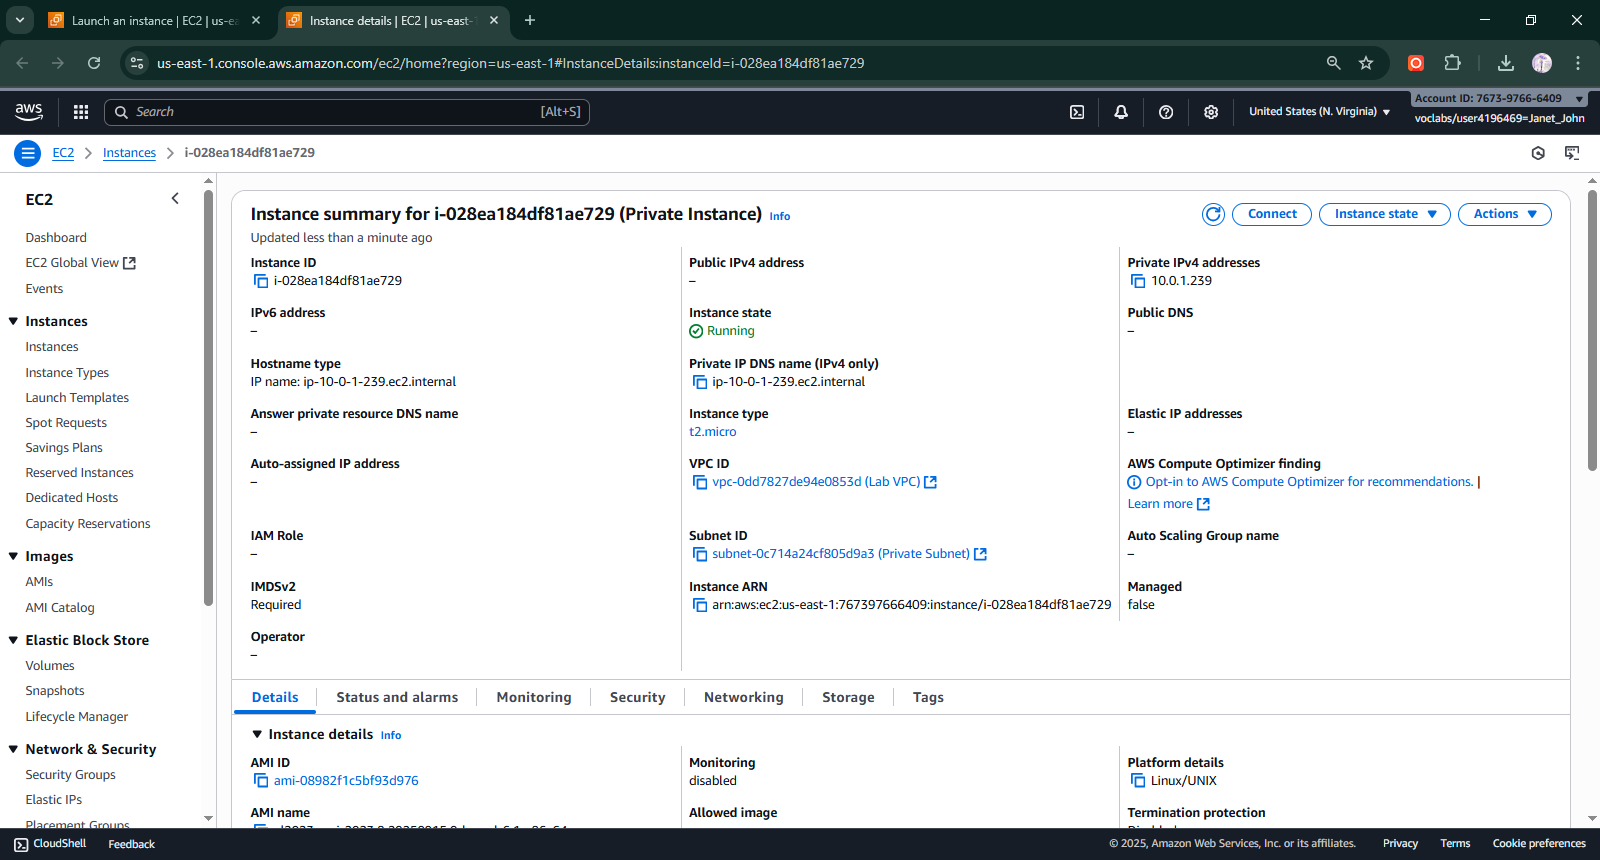 Launch an instance | EC2 | us-ea
Instance details | EC2 | us-east-
us-east-1.console.aws.amazon.com/ec2/home?region=us-east-1#InstanceDetails:instanceId=i-028ea184df81ae729
aws
Search
[Alt+S]
United States (N. Virginia)
Account ID: 7673-9766-6409
voclabs/user4196469=Janet_John
EC2
Instances
i-028ea184df81ae729
EC2
Dashboard
EC2 Global View
Events
Instances
Instances
Instance Types
Launch Templates
Spot Requests
Savings Plans
Reserved Instances
Dedicated Hosts
Capacity Reservations
Images
AMIs
AMI Catalog
Elastic Block Store
Volumes
Snapshots
Lifecycle Manager
Network & Security
Security Groups
Elastic IPs
Placement Groups
Instance summary for i-028ea184df81ae729 (Private Instance) Info
Updated less than a minute ago
Connect
Instance state
Actions
Instance ID
i-028ea184df81ae729
Public IPv4 address
–
Private IPv4 addresses
10.0.1.239
IPv6 address
–
Instance state
Running
Public DNS
–
Hostname type
IP name: ip-10-0-1-239.ec2.internal
Private IP DNS name (IPv4 only)
ip-10-0-1-239.ec2.internal
Answer private resource DNS name
–
Instance type
t2.micro
Elastic IP addresses
–
Auto-assigned IP address
–
VPC ID
vpc-0dd7827de94e0853d (Lab VPC)
AWS Compute Optimizer finding
Opt-in to AWS Compute Optimizer for recommendations. |
Learn more
IAM Role
–
Subnet ID
subnet-0c714a24cf805d9a3 (Private Subnet)
Auto Scaling Group name
–
IMDSv2
Required
Instance ARN
arn:aws:ec2:us-east-1:767397666409:instance/i-028ea184df81ae729
Managed
false
Operator
–
Details
Status and alarms
Monitoring
Security
Networking
Storage
Tags
Instance details Info
AMI ID
ami-08982f1c5bf93d976
Monitoring
disabled
Platform details
Linux/UNIX
AMI name
Allowed image
Termination protection
CloudShell
Feedback
© 2025, Amazon Web Services, Inc. or its affiliates.
Privacy
Terms
Cookie preferences